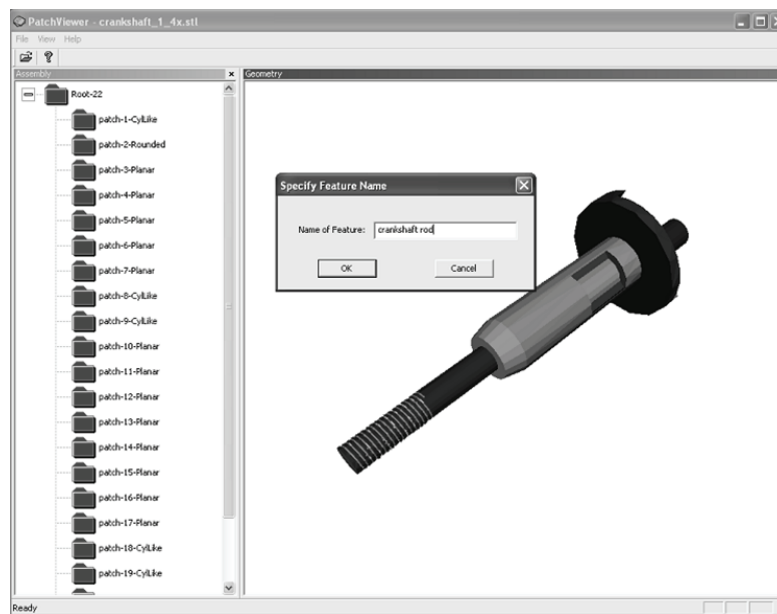 PatchViewer - crankshaft_1_4x.stl
File View Help
Assembly
Geometry
Root-22
patch-1-CylLike
patch-2-Rounded
patch-3-Planar
patch-4-Planar
patch-5-Planar
patch-6-Planar
patch-7-Planar
patch-8-CylLike
patch-9-CylLike
patch-10-Planar
patch-11-Planar
patch-12-Planar
patch-13-Planar
patch-14-Planar
patch-15-Planar
patch-16-Planar
patch-17-Planar
patch-18-CylLike
patch-19-CylLike
Specify Feature Name
Name of Feature: crankshaft rod
OK Cancel
Ready